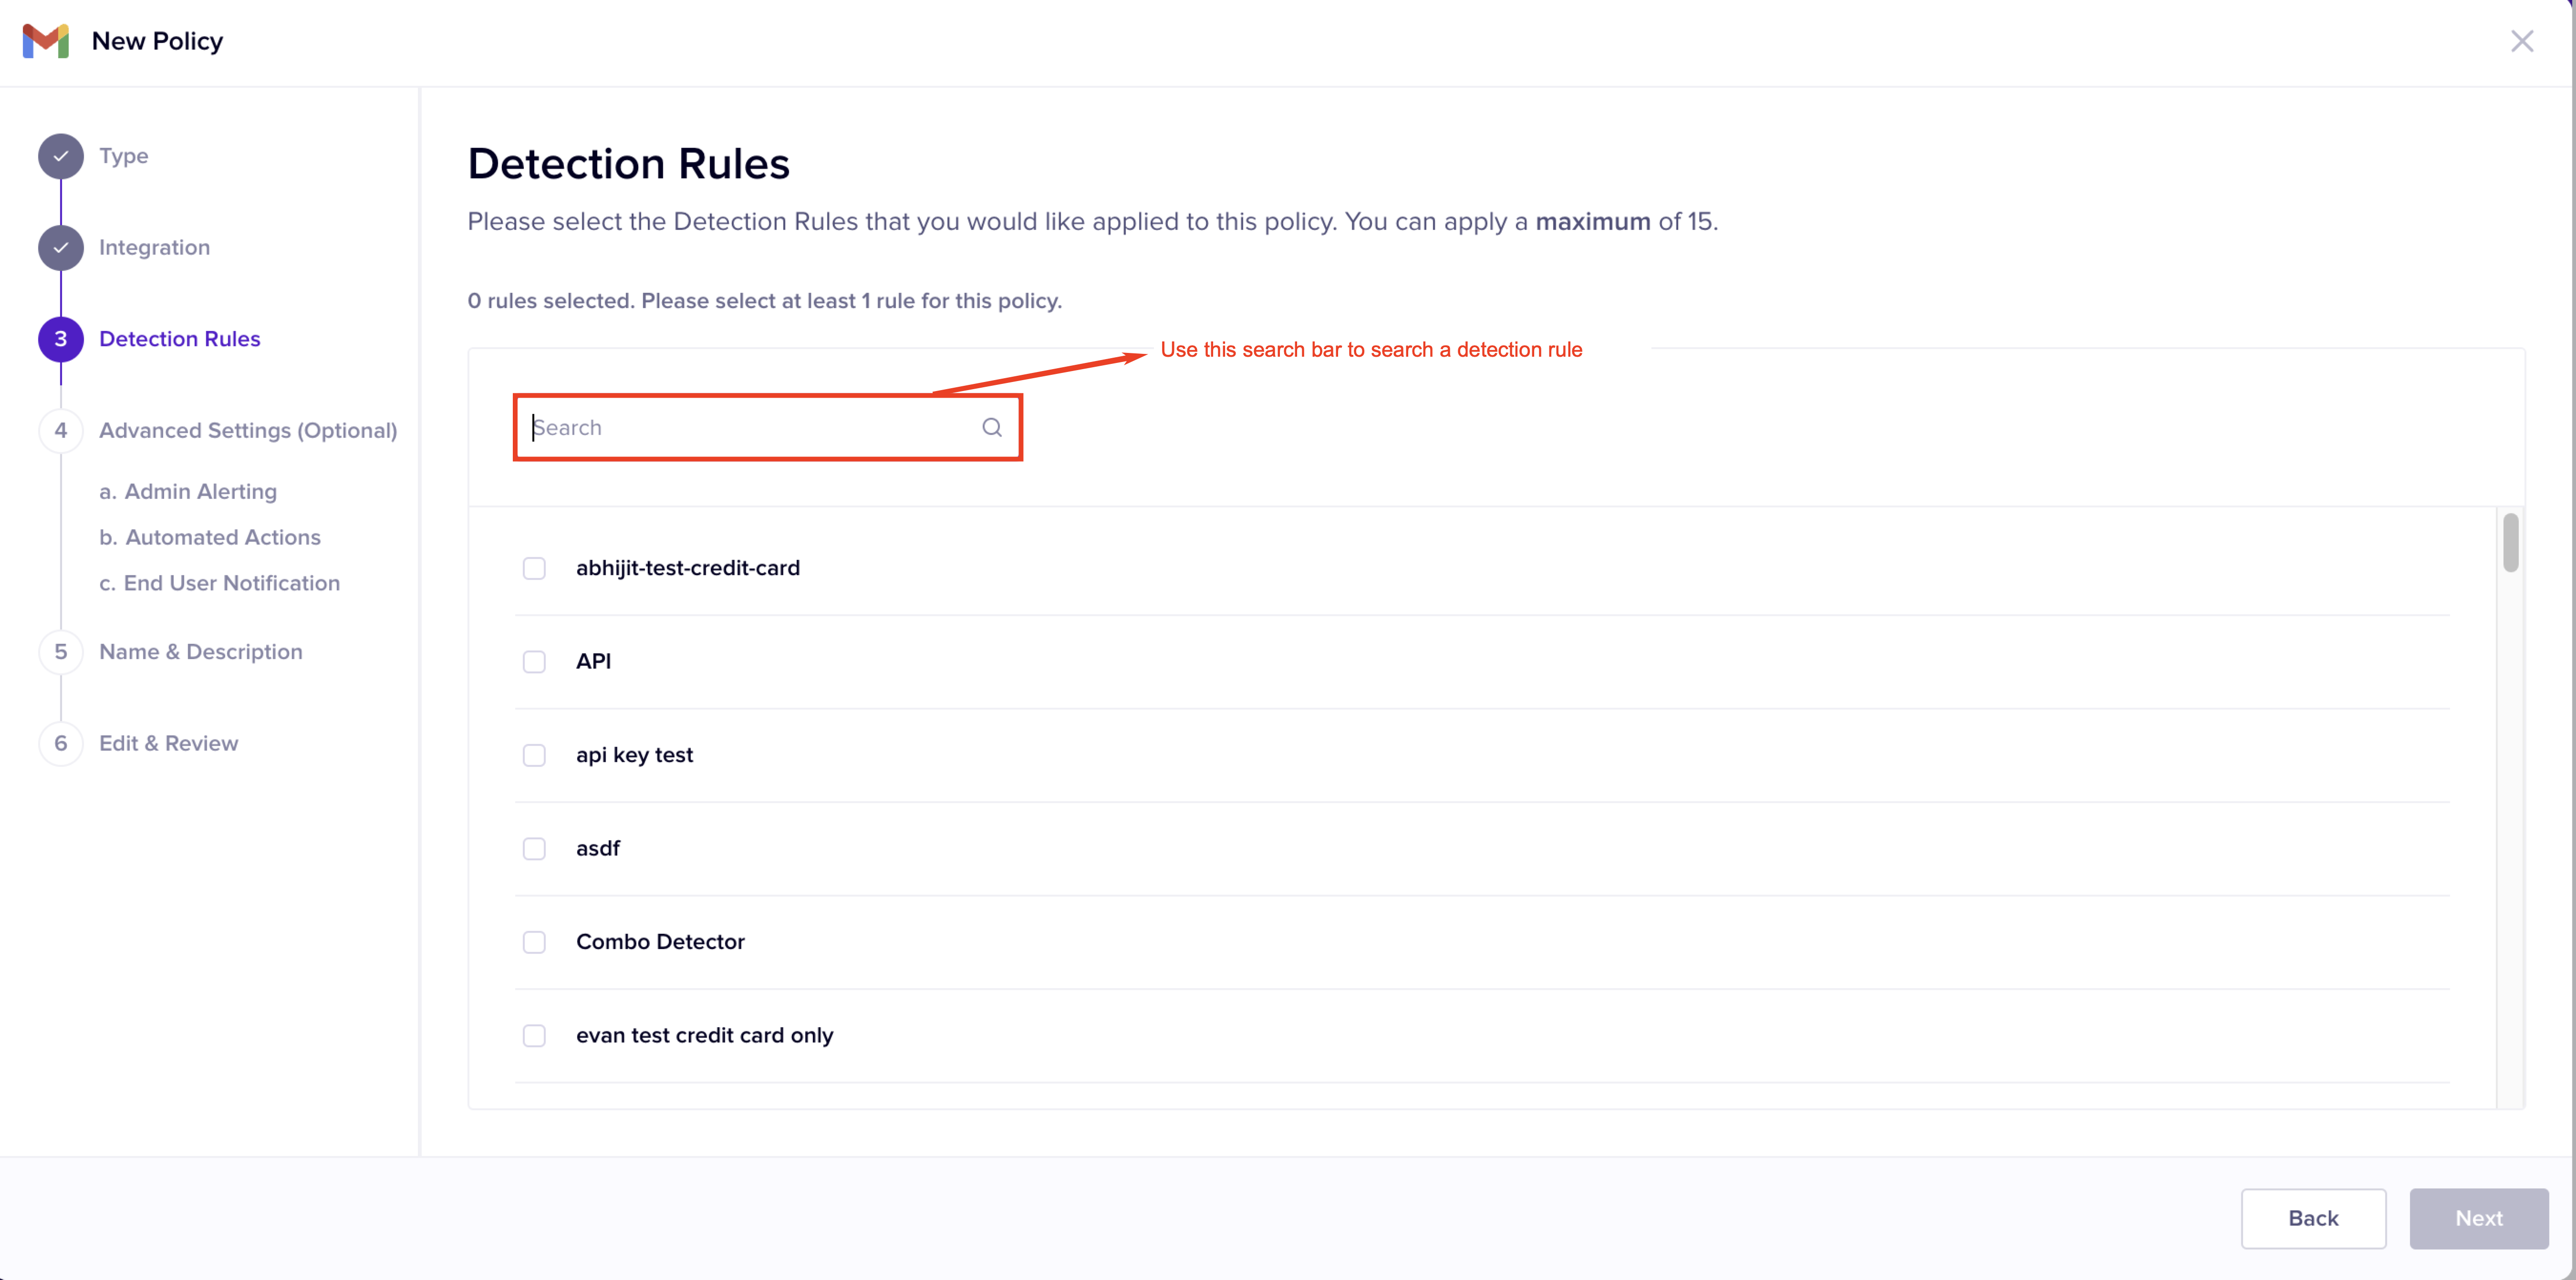 New Policy
Type
Integration
3 Detection Rules
4 Advanced Settings (Optional)
a. Admin Alerting
b. Automated Actions
c. End User Notification
5 Name & Description
6 Edit & Review
Detection Rules
Please select the Detection Rules that you would like applied to this policy. You can apply a maximum of 15.
0 rules selected. Please select at least 1 rule for this policy.
Use this search bar to search a detection rule
Search
abhijit-test-credit-card
API
api key test
asdf
Combo Detector
evan test credit card only
Back
Next